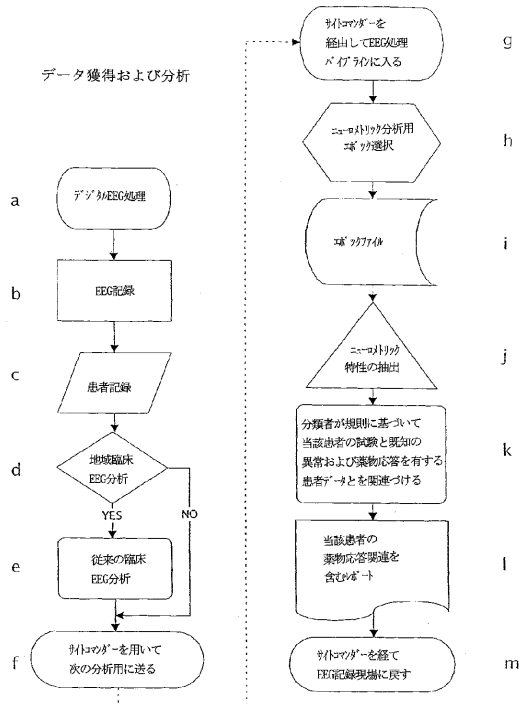 データ獲得および分析
a
デジタルEEG処理
b
EEG記録
c
患者記録
d
地域臨床
EEG分析
YES
NO
e
従来の臨床
EEG分析
f
サイトコマンダーを用いて
次の分析用に送る
g
サイトコマンダーを
経由してEEG処理
パイプラインに入る
h
ニューロメトリック分析用
エポック選択
i
エポックファイル
j
ニューロメトリック
特性の抽出
k
分類者が規則に基づいて
当該患者の試験と既知の
異常および薬物応答を有する
患者データとを関連づける
l
当該患者の
薬物応答関連を
含むレポート
m
サイトコマンダーを経て
EEG記録現場に戻す